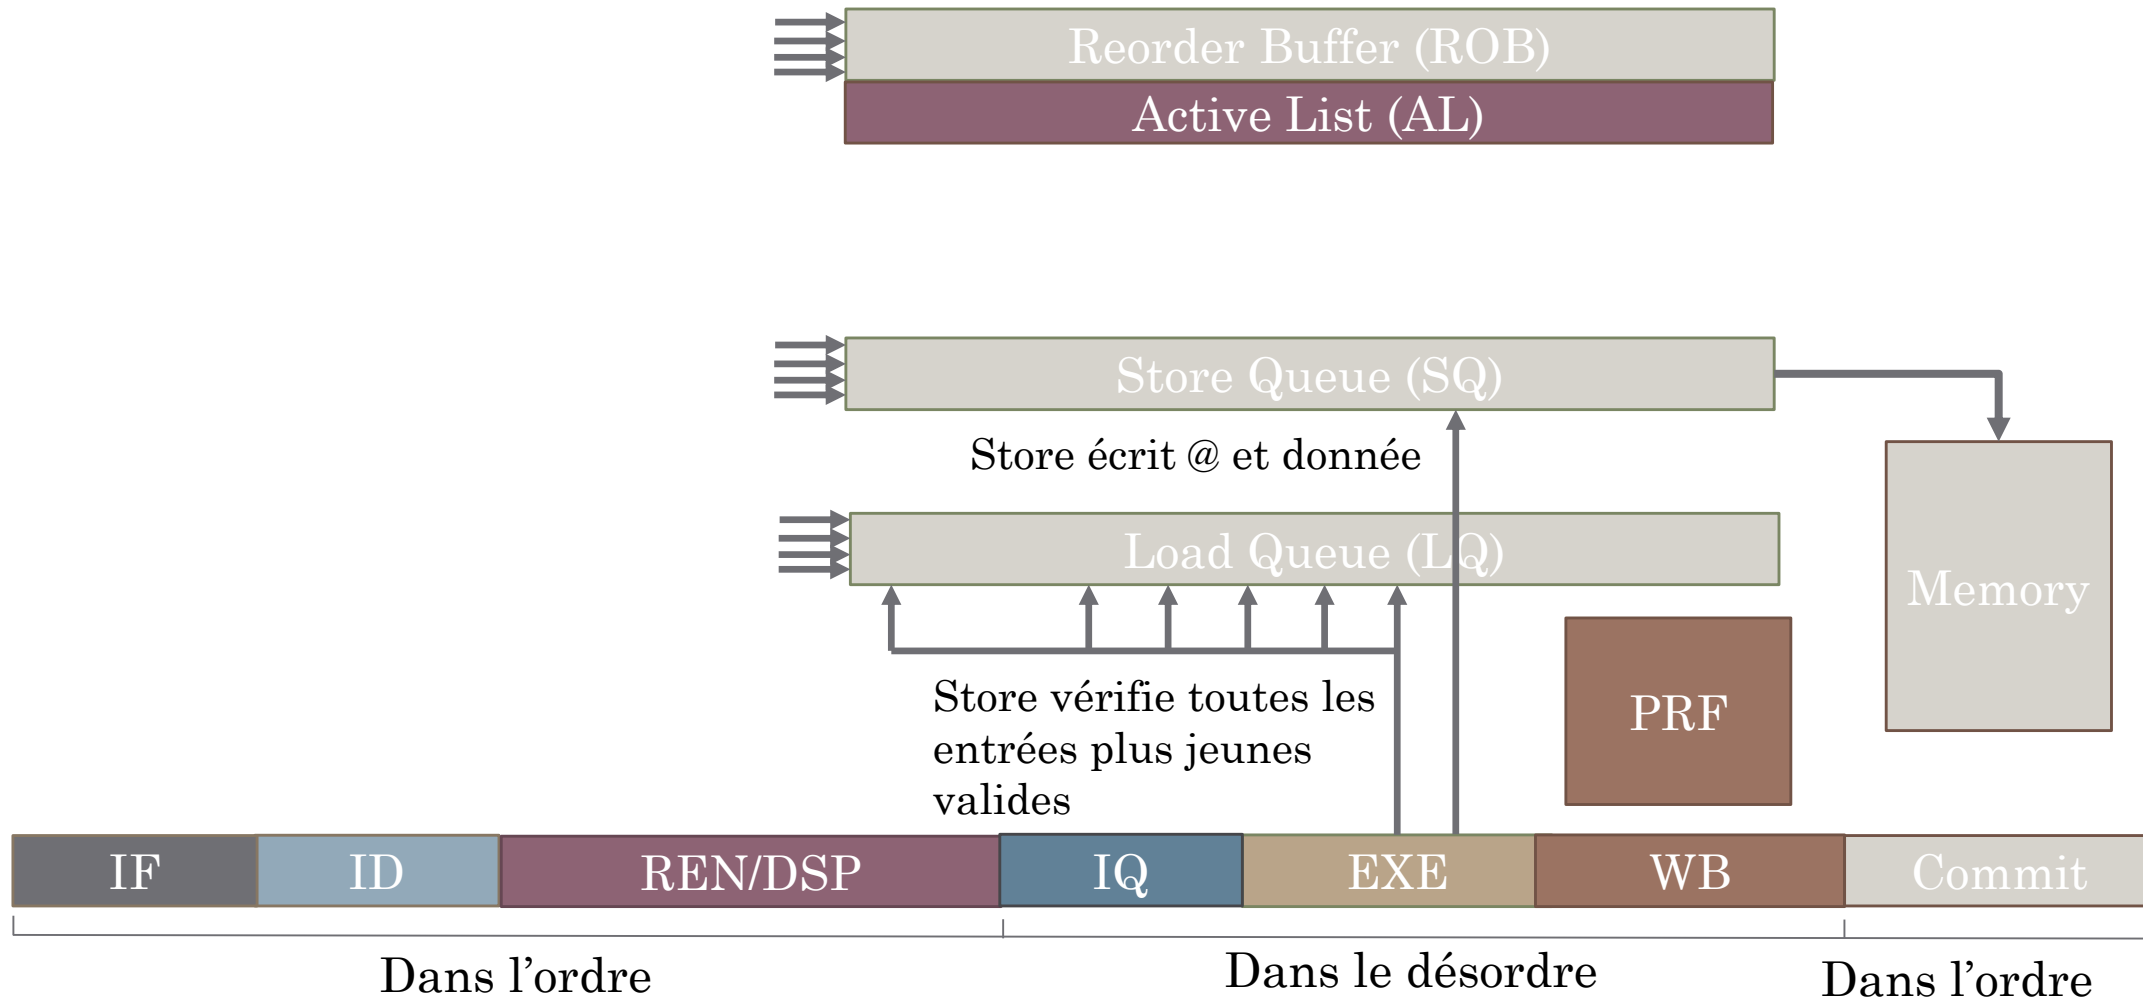 Reorder Buffer (ROB)
Active List (AL)
Store Queue (SQ)
Store écrit @ et donnée
Load Queue (LQ)
Memory
Store vérifie toutes les
entrées plus jeunes
valides
PRF
IF
ID
REN/DSP
IQ
EXE
WB
Commit
Dans l’ordre
Dans le désordre
Dans l’ordre